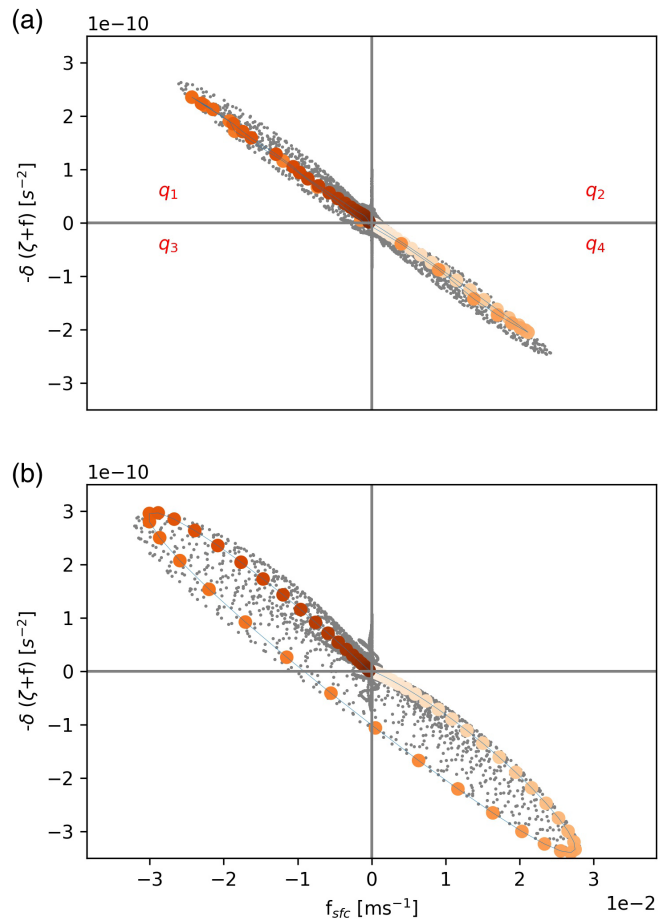 (a)
1e−10
3
2
1
0
−1
−2
−3
-δ (ζ+f) [s⁻²]
q₁
q₂
q₃
q₄
(b)
1e−10
3
2
1
0
−1
−2
−3
-δ (ζ+f) [s⁻²]
−3 −2 −1 0 1 2 3
f_sfc [ms⁻¹]
1e−2